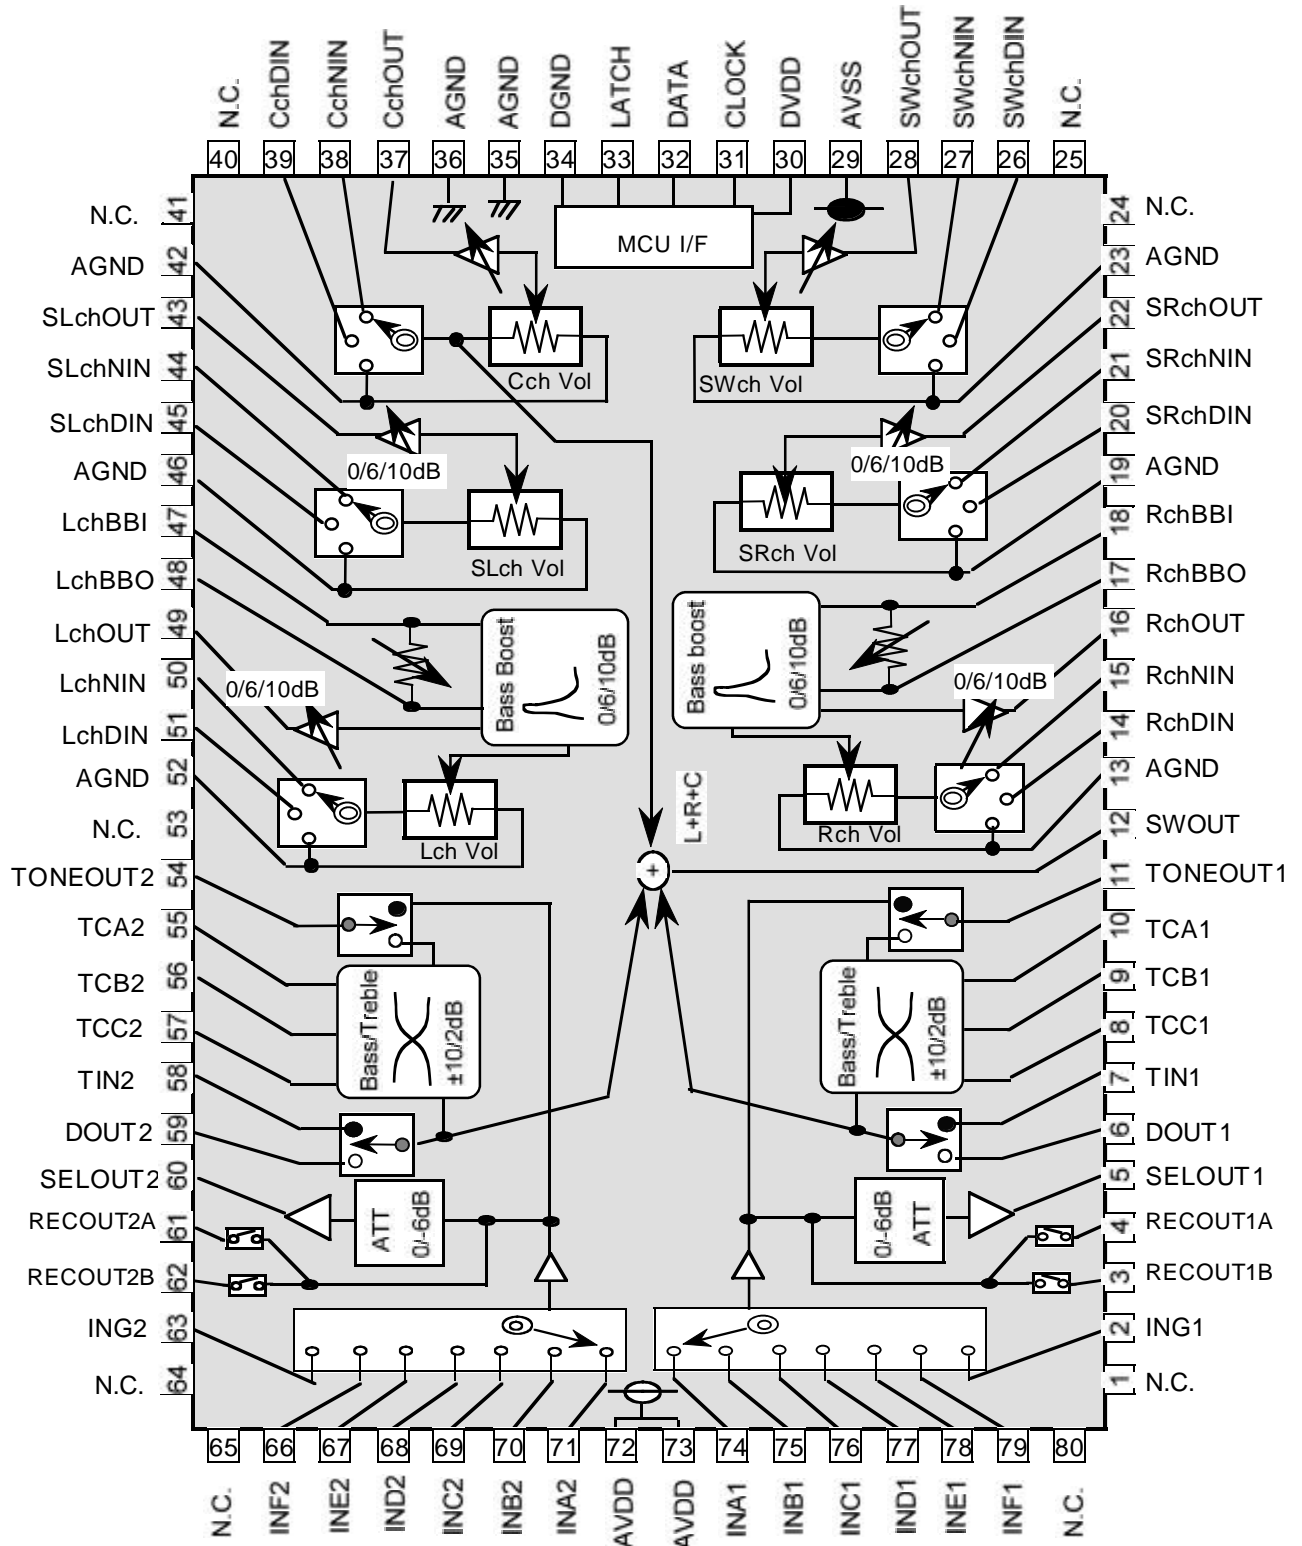 N.C. CchDIN CchNIN CchOUT AGND AGND DGND LATCH DATA CLOCK DVDD AVSS SWchOUT SWchNIN SWchDIN N.C.
40 39 38 37 36 35 34 33 32 31 30 29 28 27 26 25
N.C. 41
AGND 42
SLchOUT 43
SLchNIN 44
SLchDIN 45
AGND 46
LchBBI 47
LchBBO 48
LchOUT 49
LchNIN 50
LchDIN 51
AGND 52
N.C. 53
TONEOUT2 54
TCA2 55
TCB2 56
TCC2 57
TIN2 58
DOUT2 59
SELOUT2 60
RECOUT2A 61
RECOUT2B 62
ING2 63
N.C. 64
MCU I/F
Cch Vol
SWch Vol
0/6/10dB
0/6/10dB
SLch Vol
SRch Vol
Bass Boost
0/6/10dB
Bass boost
0/6/10dB
0/6/10dB
0/6/10dB
Lch Vol
L+R+C
Rch Vol
+
Bass/Treble
±10/2dB
Bass/Treble
±10/2dB
ATT
0/-6dB
0/-6dB
ATT
24 N.C.
23 AGND
22 SRchOUT
21 SRchNIN
20 SRchDIN
19 AGND
18 RchBBI
17 RchBBO
16 RchOUT
15 RchNIN
14 RchDIN
13 AGND
12 SWOUT
11 TONEOUT1
10 TCA1
9 TCB1
8 TCC1
7 TIN1
6 DOUT1
5 SELOUT1
4 RECOUT1A
3 RECOUT1B
2 ING1
1 N.C.
65 66 67 68 69 70 71 72 73 74 75 76 77 78 79 80
N.C. INF2 INE2 IND2 INC2 INB2 INA2 AVDD AVDD INA1 INB1 INC1 IND1 INE1 INF1 N.C.